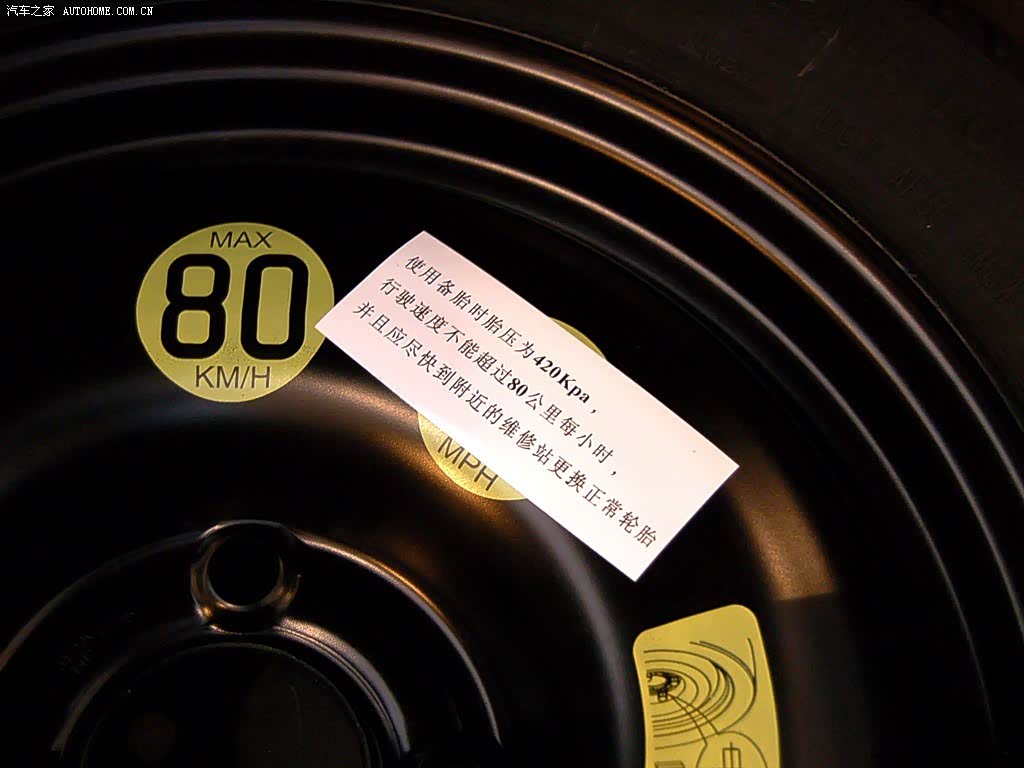 汽车之家 AUTOHOME.COM.CN
MAX
80
KM/H
使用备胎时胎压为420Kpa，
行驶速度不能超过80公里每小时，
并且应尽快到附近的维修站更换正常轮胎
MPH